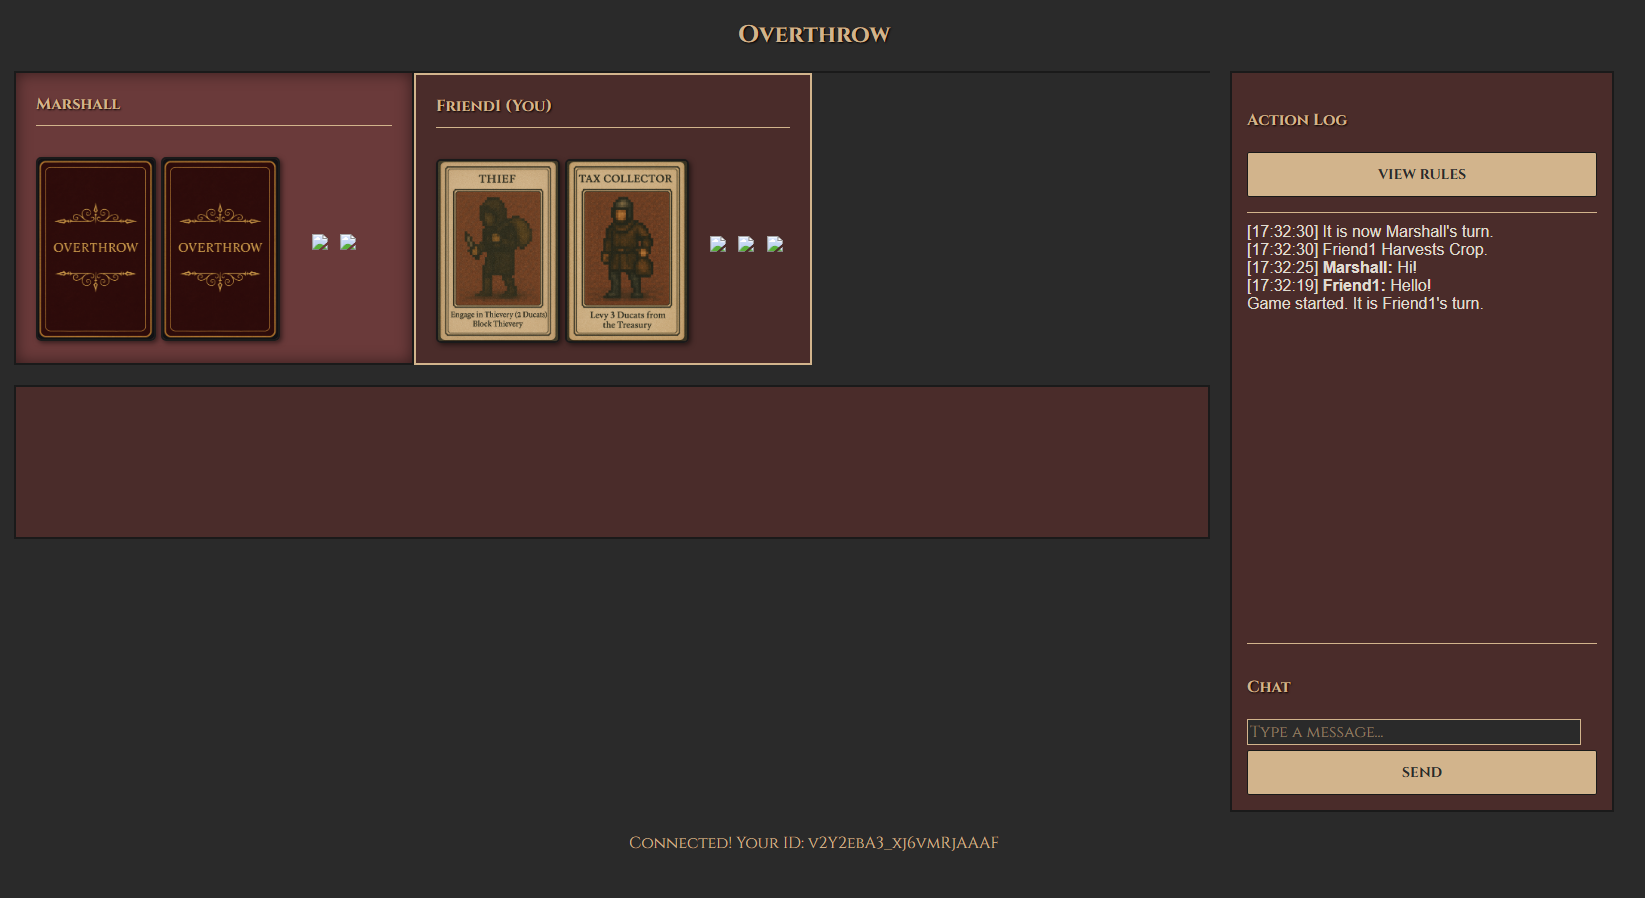 Overthrow
Marshall
OVERTHROW
OVERTHROW
Friend1 (You)
THIEF
Engage in Thievery (2 Ducats)
Block Thievery
TAX COLLECTOR
Levy 3 Ducats from
the Treasury
Action Log
VIEW RULES
[17:32:30] It is now Marshall's turn.
[17:32:30] Friend1 Harvests Crop.
[17:32:25] Marshall: Hi!
[17:32:19] Friend1: Hello!
Game started. It is Friend1's turn.
Chat
Type a message...
SEND
Connected! Your ID: v2Y2ebA3_xj6vmRjAAAF